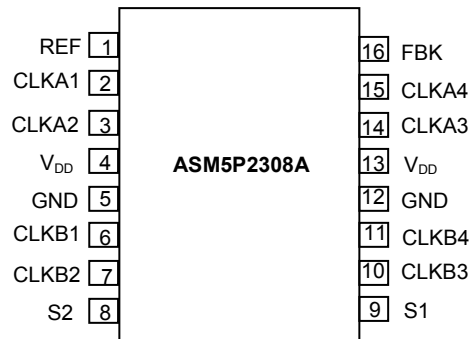 REF 1
CLKA1 2
CLKA2 3
VDD 4
GND 5
CLKB1 6
CLKB2 7
S2 8
ASM5P2308A
16 FBK
15 CLKA4
14 CLKA3
13 VDD
12 GND
11 CLKB4
10 CLKB3
9 S1